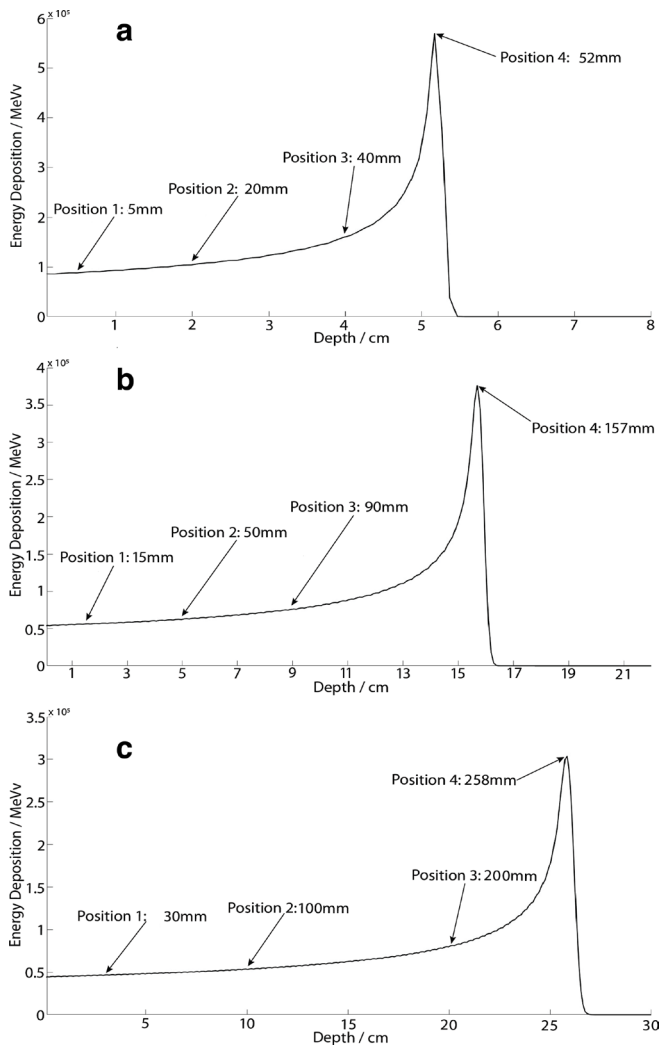 6 x 10⁵
a
Energy Deposition / MeVv
Position 4: 52mm
5
4
3
Position 3: 40mm
Position 2: 20mm
Position 1: 5mm
2
1
0
1 2 3 4 5 6 7 8
Depth / cm
4 x 10⁵
b
Energy Deposition / MeVv
3.5
3
Position 4: 157mm
2.5
2
Position 3: 90mm
Position 2: 50mm
1.5
Position 1: 15mm
1
0.5
0
1 3 5 7 9 11 13 15 17 19 21
Depth / cm
3.5 x 10⁵
c
Energy Deposition / MeVv
3
Position 4: 258mm
2.5
2
Position 3: 200mm
1.5
Position 2:100mm
Position 1: 30mm
1
0.5
0
5 10 15 20 25 30
Depth / cm